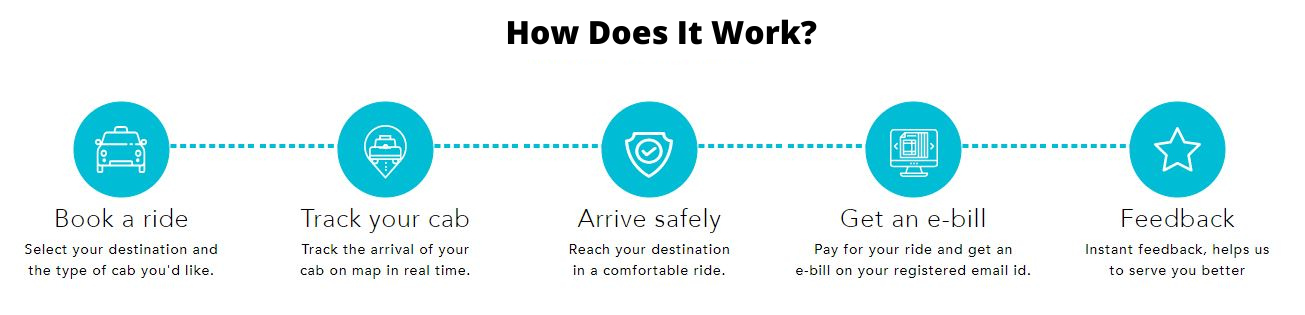 How Does It Work?
Book a ride
Select your destination and
the type of cab you'd like.
Track your cab
Track the arrival of your
cab on map in real time.
Arrive safely
Reach your destination
in a comfortable ride.
Get an e-bill
Pay for your ride and get an
e-bill on your registered email id.
Feedback
Instant feedback, helps us
to serve you better